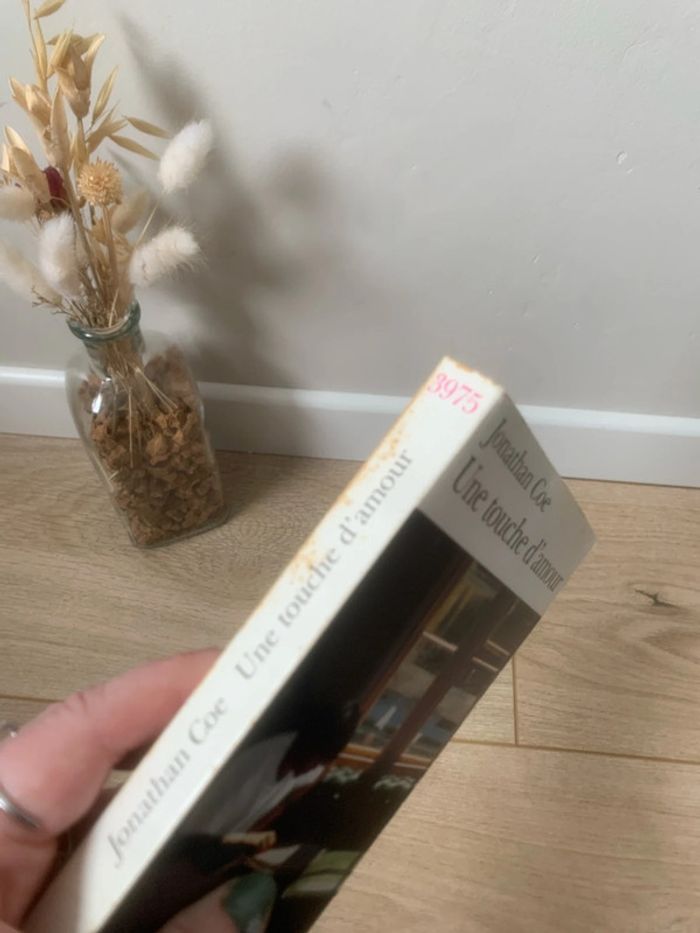 3975
Jonathan Coe Une touche d'amour
Jonathan Coe
Une touche d'amour